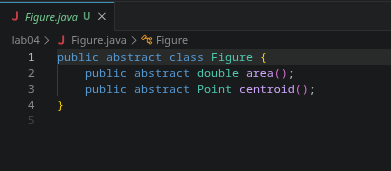 J Figure.java U ×
lab04 > J Figure.java > Figure
1 public abstract class Figure {
2     public abstract double area();
3     public abstract Point centroid();
4 }
5